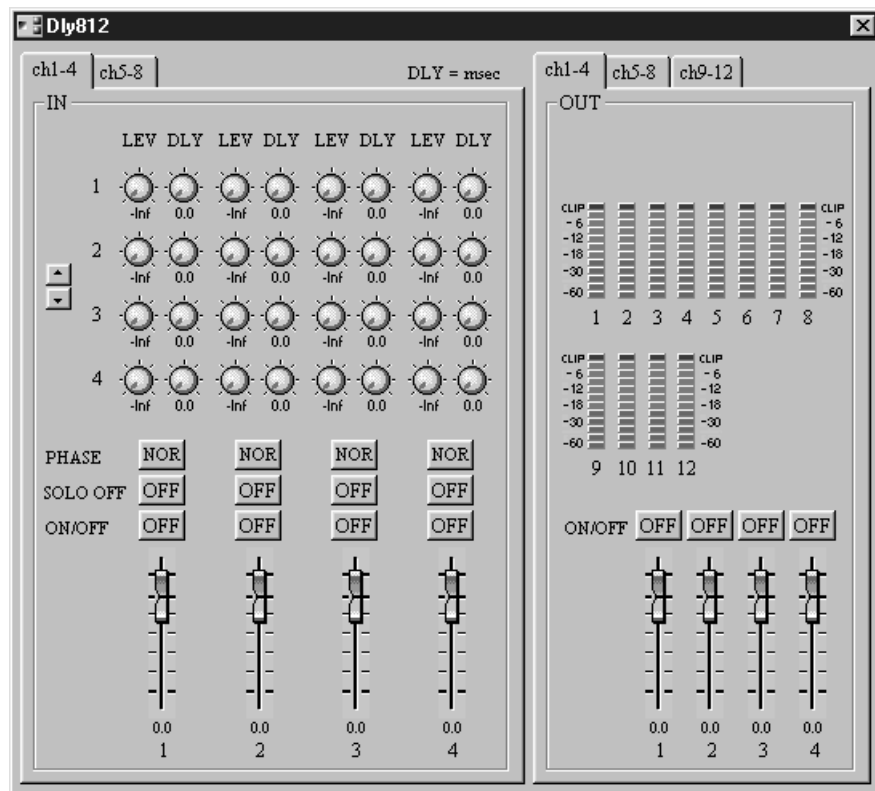 Dly812
ch1-4 ch5-8 DLY = msec
IN
LEV DLY LEV DLY LEV DLY LEV DLY
1
-Inf 0.0 -Inf 0.0 -Inf 0.0 -Inf 0.0
2
-Inf 0.0 -Inf 0.0 -Inf 0.0 -Inf 0.0
3
-Inf 0.0 -Inf 0.0 -Inf 0.0 -Inf 0.0
4
-Inf 0.0 -Inf 0.0 -Inf 0.0 -Inf 0.0
PHASE NOR NOR NOR NOR
SOLO OFF OFF OFF OFF OFF
ON/OFF OFF OFF OFF OFF
0.0 0.0 0.0 0.0
1 2 3 4
ch1-4 ch5-8 ch9-12
OUT
CLIP CLIP
-6 -6
-12 -12
-18 -18
-30 -30
-60 -60
1 2 3 4 5 6 7 8
CLIP CLIP
-6 -6
-12 -12
-18 -18
-30 -30
-60 -60
9 10 11 12
ON/OFF OFF OFF OFF OFF
0.0 0.0 0.0 0.0
1 2 3 4